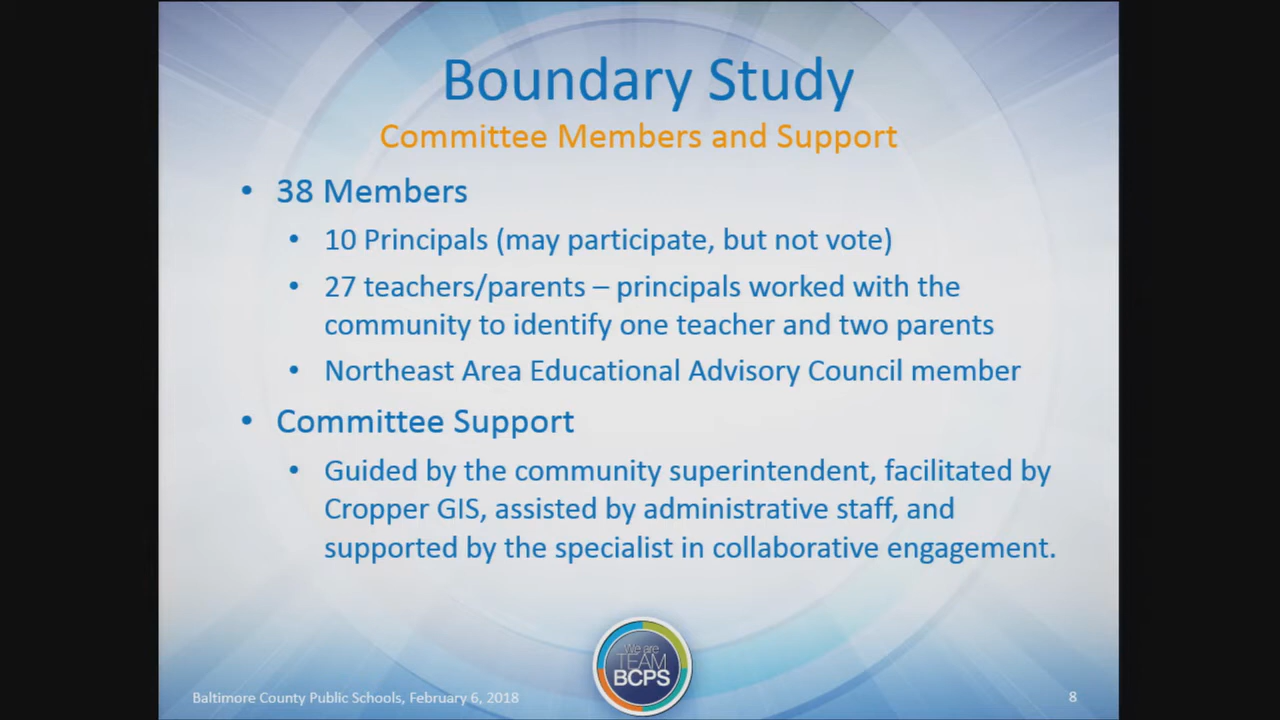 Boundary Study
Committee Members and Support
• 38 Members
• 10 Principals (may participate, but not vote)
• 27 teachers/parents – principals worked with the
community to identify one teacher and two parents
• Northeast Area Educational Advisory Council member
• Committee Support
• Guided by the community superintendent, facilitated by
Cropper GIS, assisted by administrative staff, and
supported by the specialist in collaborative engagement.
We are
TEAM
BCPS
Baltimore County Public Schools, February 6, 2018
8